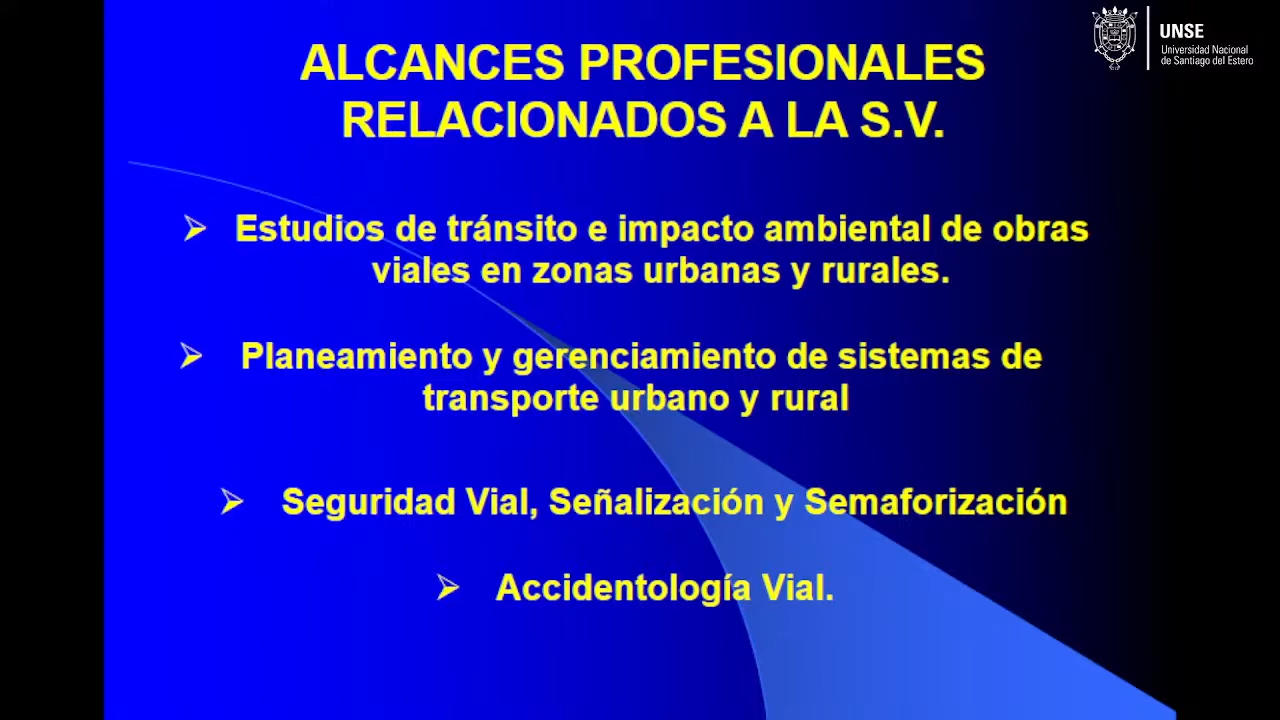 UNSE
Universidad Nacional
de Santiago del Estero
ALCANCES PROFESIONALES
RELACIONADOS A LA S.V.
Estudios de tránsito e impacto ambiental de obras
viales en zonas urbanas y rurales.
Planeamiento y gerenciamiento de sistemas de
transporte urbano y rural
Seguridad Vial, Señalización y Semaforización
Accidentología Vial.